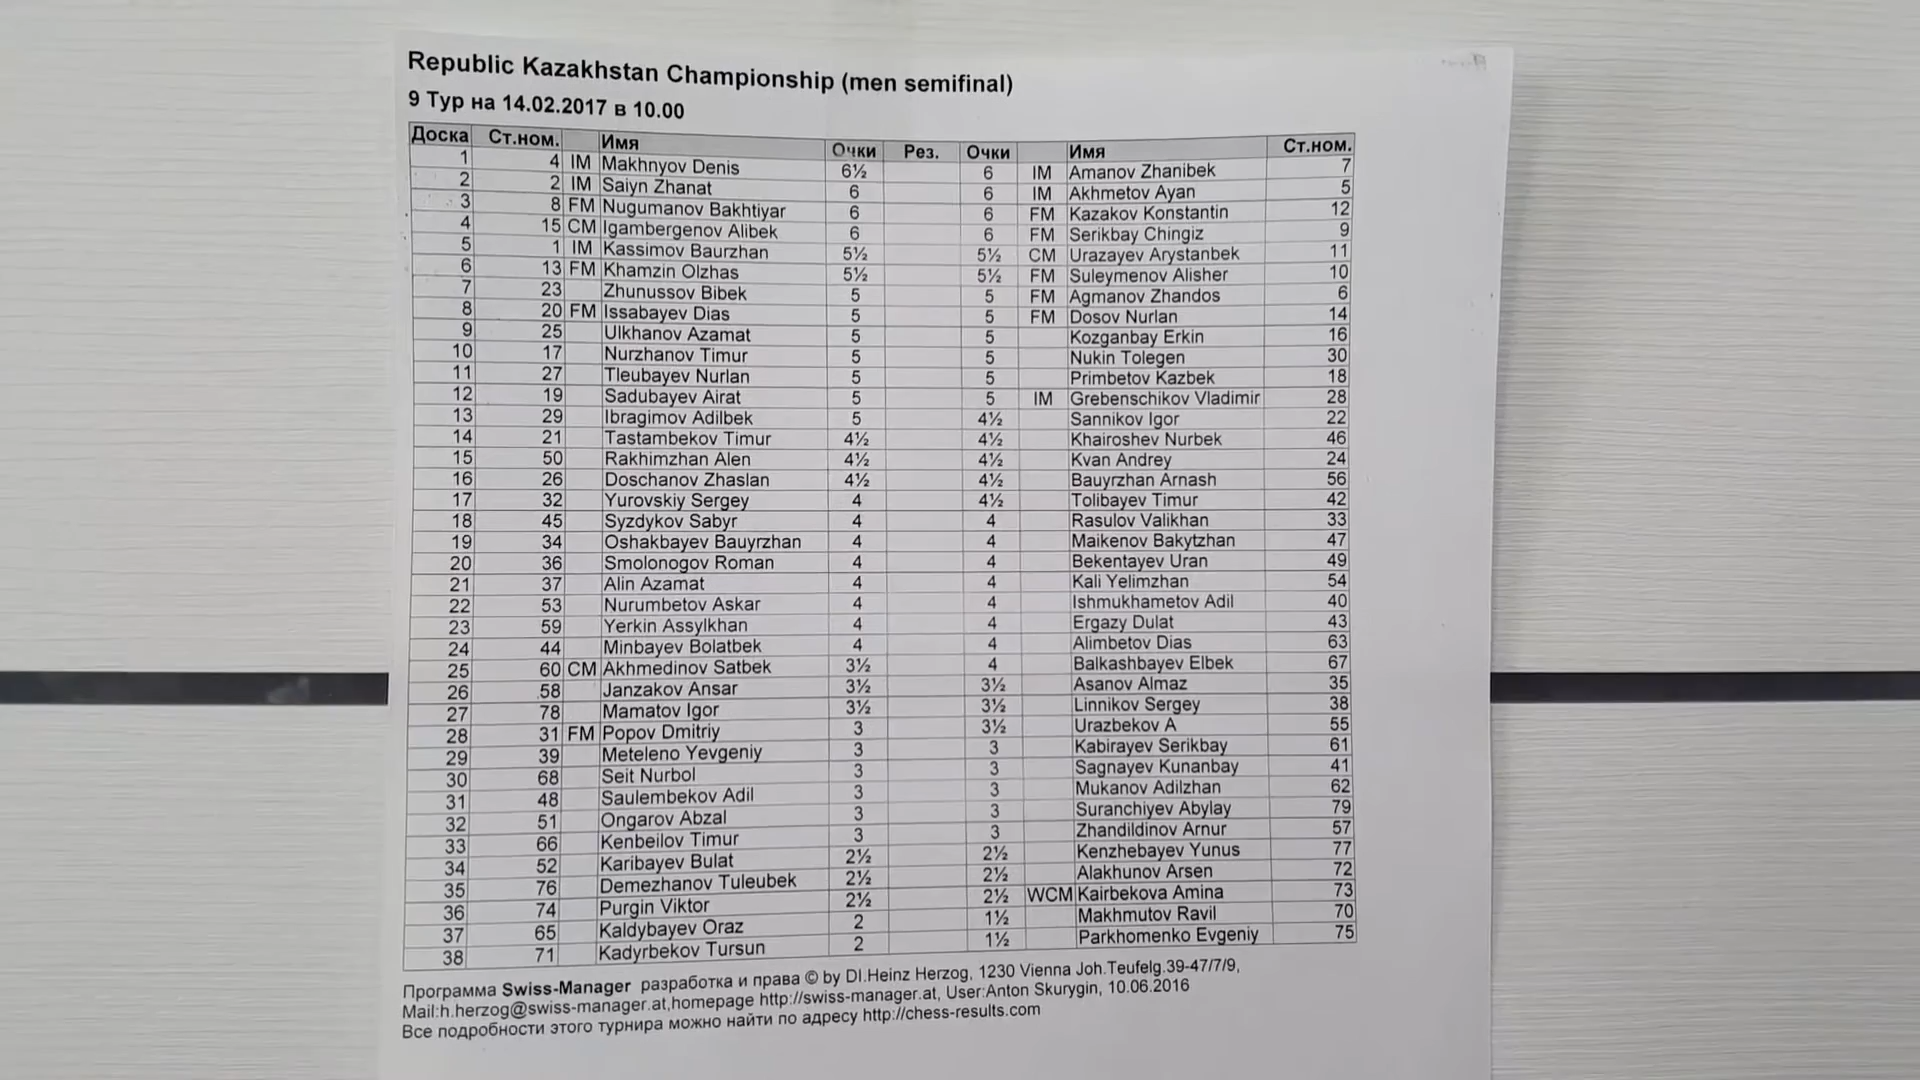 Republic Kazakhstan Championship (men semifinal)
9 Тур на 14.02.2017 в 10.00
Доска Ст.ном. Имя Очки Рез. Очки Имя Ст.ном.
1 4 IM Makhnyov Denis 6½ 6 IM Amanov Zhanibek 7
2 2 IM Saiyn Zhanat 6 6 IM Akhmetov Ayan 5
3 8 FM Nugumanov Bakhtiyar 6 6 FM Kazakov Konstantin 12
4 15 CM Igambergenov Alibek 6 6 FM Serikbay Chingiz 9
5 1 IM Kassimov Baurzhan 5½ 5½ CM Urazayev Arystanbek 11
6 13 FM Khamzin Olzhas 5½ 5½ FM Suleymenov Alisher 10
7 23 Zhunussov Bibek 5 5 FM Agmanov Zhandos 6
8 20 FM Issabayev Dias 5 5 FM Dosov Nurlan 14
9 25 Ulkhanov Azamat 5 5 Kozganbay Erkin 16
10 17 Nurzhanov Timur 5 5 Nukin Tolegen 30
11 27 Tleubayev Nurlan 5 5 Primbetov Kazbek 18
12 19 Sadubayev Airat 5 5 IM Grebenschikov Vladimir 28
13 29 Ibragimov Adilbek 5 4½ Sannikov Igor 22
14 21 Tastambekov Timur 4½ 4½ Khairoshev Nurbek 46
15 50 Rakhimzhan Alen 4½ 4½ Kvan Andrey 24
16 26 Doschanov Zhaslan 4½ 4½ Bauyrzhan Arnash 56
17 32 Yurovskiy Sergey 4 4½ Tolibayev Timur 42
18 45 Syzdykov Sabyr 4 4 Rasulov Valikhan 33
19 34 Oshakbayev Bauyrzhan 4 4 Maikenov Bakytzhan 47
20 36 Smolonogov Roman 4 4 Bekentayev Uran 49
21 37 Alin Azamat 4 4 Kali Yelimzhan 54
22 53 Nurumbetov Askar 4 4 Ishmukhametov Adil 40
23 59 Yerkin Assylkhan 4 4 Ergazy Dulat 43
24 44 Minbayev Bolatbek 4 4 Alimbetov Dias 63
25 60 CM Akhmedinov Satbek 3½ 4 Balkashbayev Elbek 67
26 58 Janzakov Ansar 3½ 3½ Asanov Almaz 35
27 78 Mamatov Igor 3½ 3½ Linnikov Sergey 38
28 31 FM Popov Dmitriy 3 3½ Urazbekov A 55
29 39 Meteleno Yevgeniy 3 3 Kabirayev Serikbay 61
30 68 Seit Nurbol 3 3 Sagnayev Kunanbay 41
31 48 Saulembekov Adil 3 3 Mukanov Adilzhan 62
32 51 Ongarov Abzal 3 3 Suranchiyev Abylay 79
33 66 Kenbeilov Timur 3 3 Zhandildinov Arnur 57
34 52 Karibayev Bulat 2½ 2½ Kenzhebayev Yunus 77
35 76 Demezhanov Tuleubek 2½ 2½ Alakhunov Arsen 72
36 74 Purgin Viktor 2½ 2½ WCM Kairbekova Amina 73
37 65 Kaldybayev Oraz 2 1½ Makhmutov Ravil 70
38 71 Kadyrbekov Tursun 2 1½ Parkhomenko Evgeniy 75
Программа Swiss-Manager разработка и права © by DI.Heinz Herzog, 1230 Vienna Joh.Teufelg.39-47/7/9,
Mail:h.herzog@swiss-manager.at,homepage http://swiss-manager.at, User:Anton Skurygin, 10.06.2016
Все подробности этого турнира можно найти по адресу http://chess-results.com